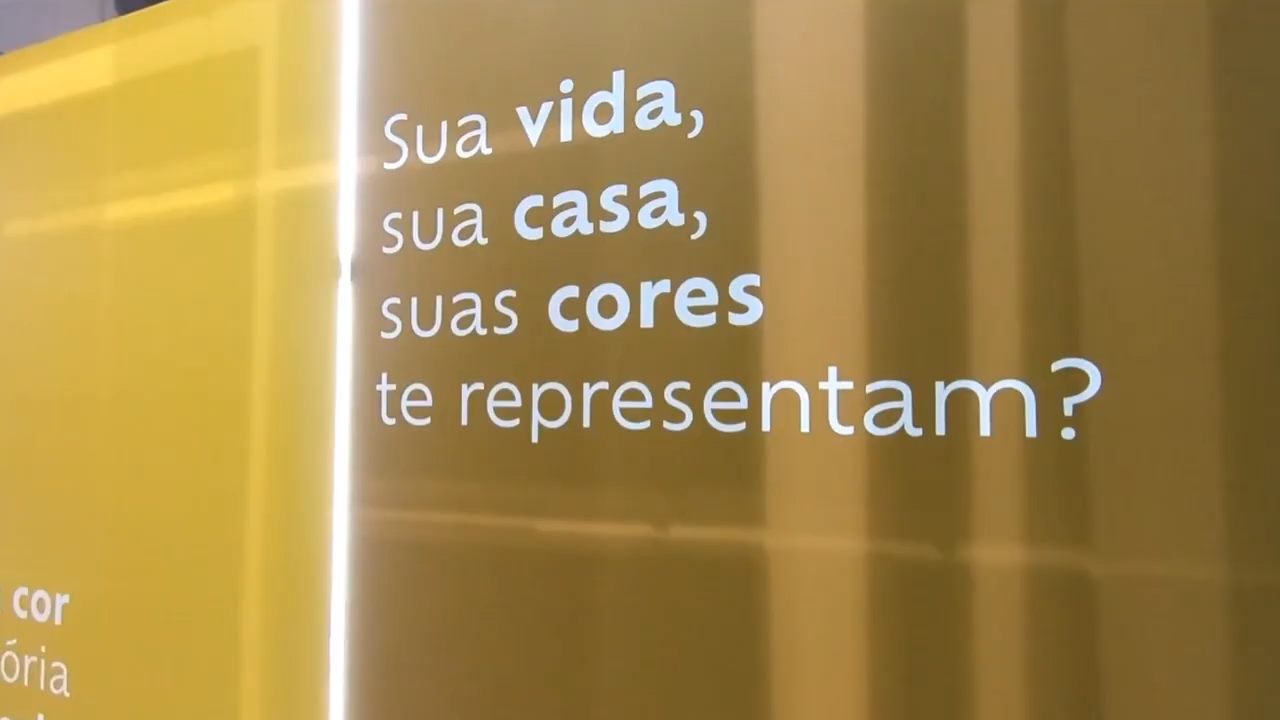 Sua vida,
sua casa,
suas cores
te representam?
cor